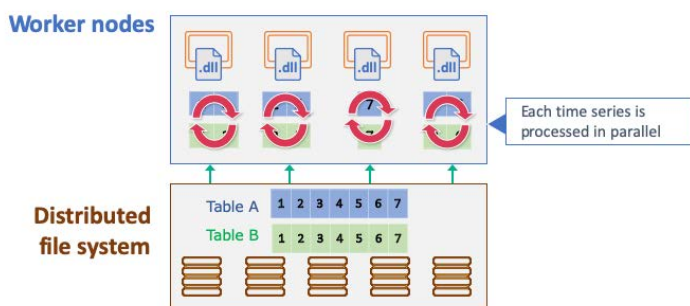 Worker nodes
.dll .dll .dll .dll
7
Each time series is
processed in parallel
Distributed
file system
Table A 1 2 3 4 5 6 7
Table B 1 2 3 4 5 6 7